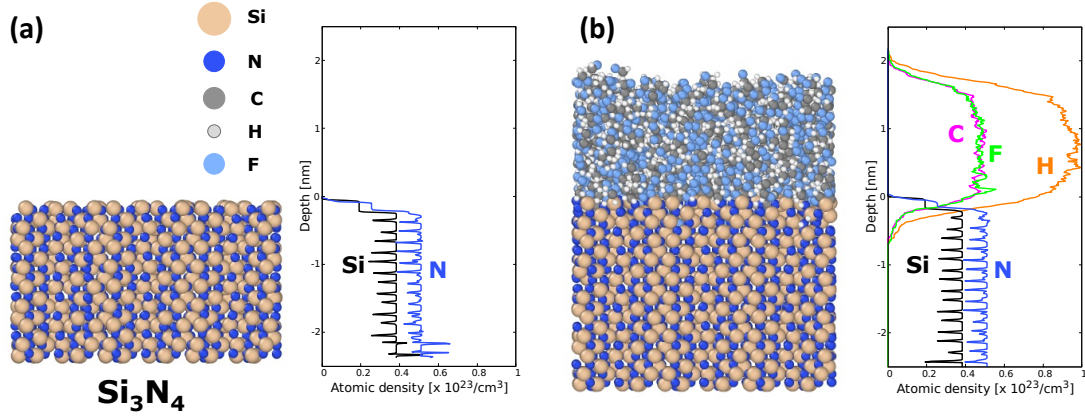 (a)
Si
N
C
H
F
Si₃N₄
Depth [nm]
2
1
0
-1
-2
Si
N
0 0.2 0.4 0.6 0.8 1
Atomic density [x 10²³/cm³]
(b)
Depth [nm]
2
1
0
-1
-2
C
F
H
Si
N
0 0.2 0.4 0.6 0.8 1
Atomic density [x 10²³/cm³]